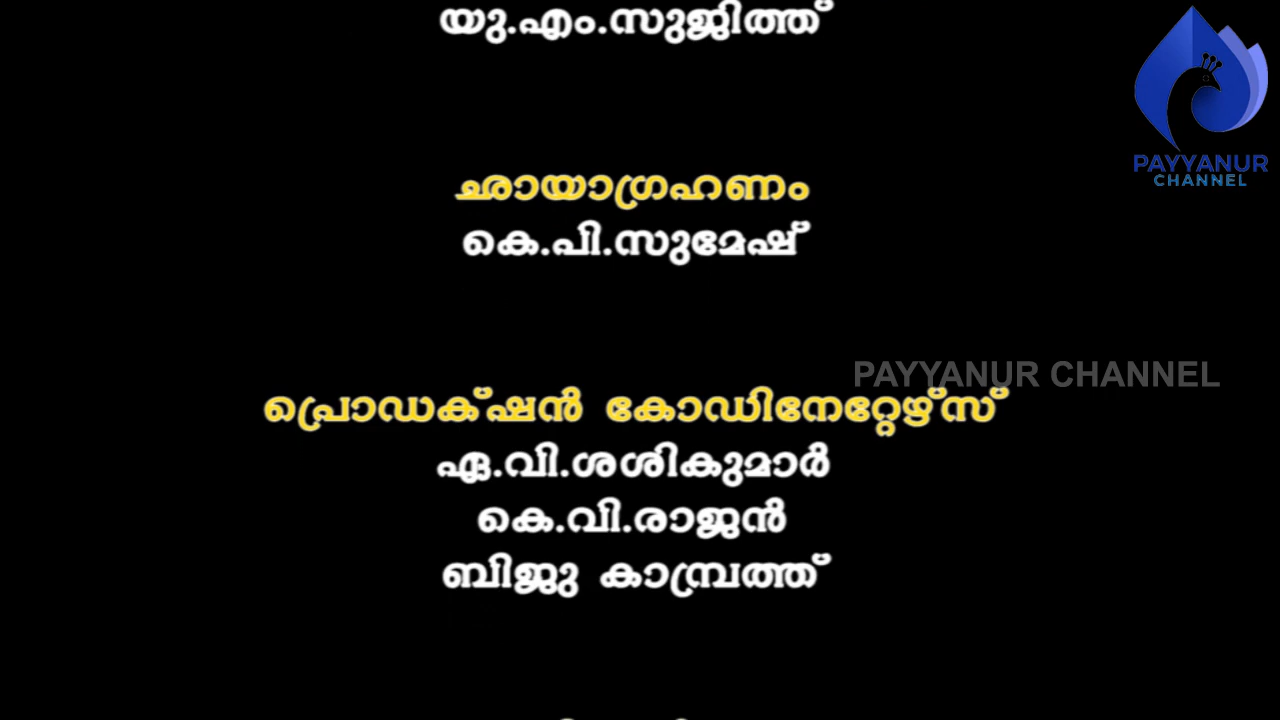 യു.എം.സുജിത്ത്
PAYYANUR
CHANNEL
ഛായാഗ്രഹണം
കെ.പി.സുമേഷ്
PAYYANUR CHANNEL
പ്രൊഡക്ഷൻ കോഡിനേറ്റേഴ്സ്
ഏ.വി.ശശികുമാർ
കെ.വി.രാജൻ
ബിജു കാമ്പ്രത്ത്